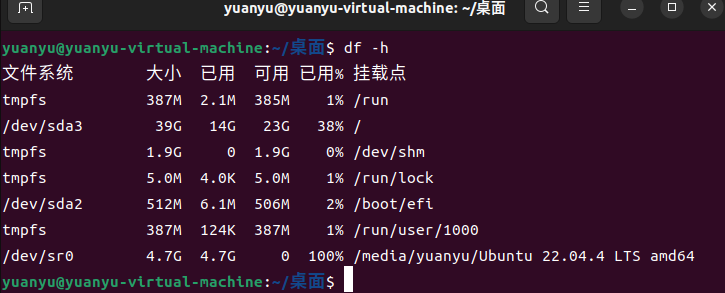 yuanyu@yuanyu-virtual-machine: ~/桌面
yuanyu@yuanyu-virtual-machine:~/桌面$ df -h
文件系统 大小 已用 可用 已用% 挂载点
tmpfs 387M 2.1M 385M 1% /run
/dev/sda3 39G 14G 23G 38% /
tmpfs 1.9G 0 1.9G 0% /dev/shm
tmpfs 5.0M 4.0K 5.0M 1% /run/lock
/dev/sda2 512M 6.1M 506M 2% /boot/efi
tmpfs 387M 124K 387M 1% /run/user/1000
/dev/sr0 4.7G 4.7G 0 100% /media/yuanyu/Ubuntu 22.04.4 LTS amd64
yuanyu@yuanyu-virtual-machine:~/桌面$